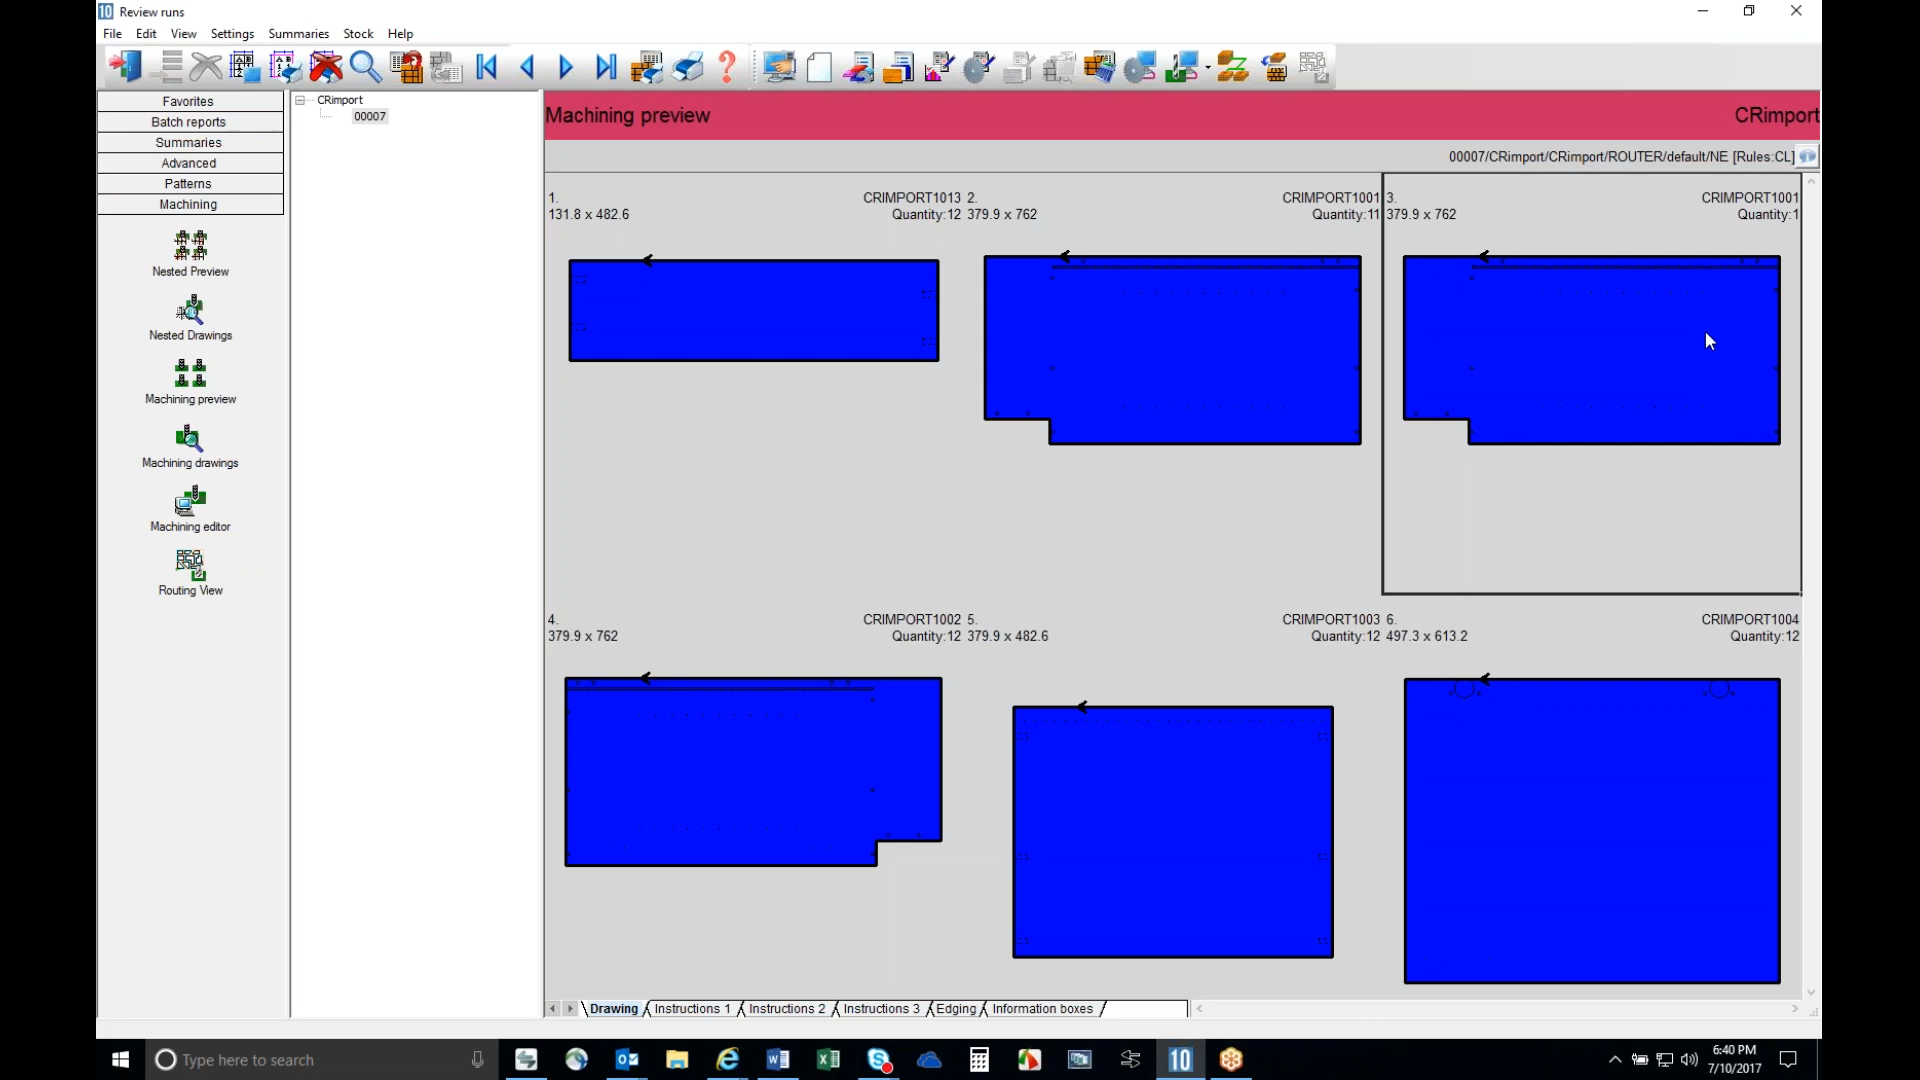 10 Review runs
File Edit View Settings Summaries Stock Help
Favorites
Batch reports
Summaries
Advanced
Patterns
Machining
Nested Preview
Nested Drawings
Machining preview
Machining drawings
Machining editor
Routing View
CRimport
00007
Machining preview CRimport
00007/CRimport/CRimport/ROUTER/default/NE [Rules:CL]
1. CRIMPORT1013
131.8 x 482.6 Quantity:12
2. CRIMPORT1001
379.9 x 762 Quantity:11
3. CRIMPORT1001
379.9 x 762 Quantity:1
4. CRIMPORT1002
379.9 x 762 Quantity:12
5. CRIMPORT1003
379.9 x 482.6 Quantity:12
6. CRIMPORT1004
497.3 x 613.2 Quantity:12
Drawing Instructions 1 Instructions 2 Instructions 3 Edging Information boxes
Type here to search
10
6:40 PM
7/10/2017